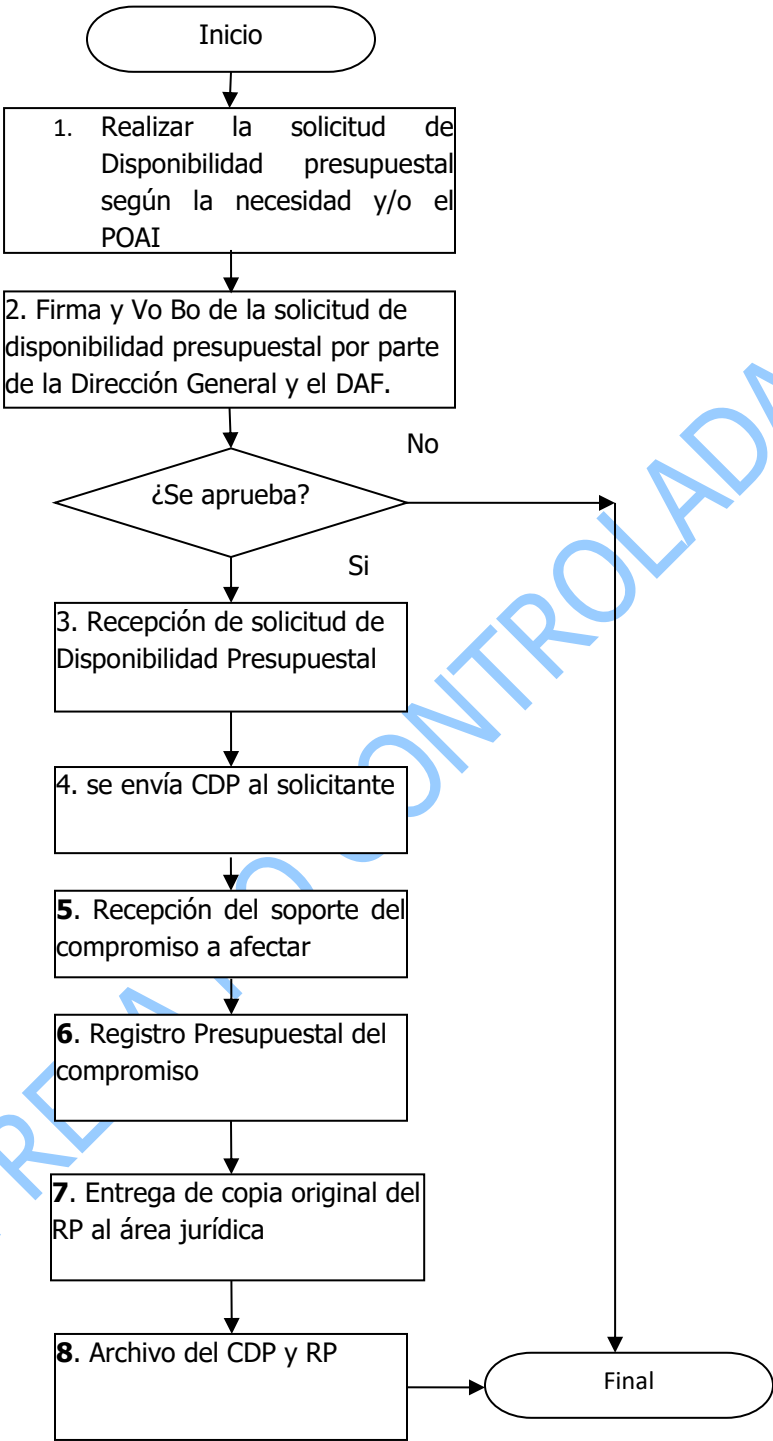 Inicio
1. Realizar la solicitud de
Disponibilidad presupuestal
según la necesidad y/o el
POAI
2. Firma y Vo Bo de la solicitud de
disponibilidad presupuestal por parte
de la Dirección General y el DAF.
No
¿Se aprueba?
Si
3. Recepción de solicitud de
Disponibilidad Presupuestal
4. se envía CDP al solicitante
5. Recepción del soporte del
compromiso a afectar
6. Registro Presupuestal del
compromiso
7. Entrega de copia original del
RP al área jurídica
8. Archivo del CDP y RP
Final